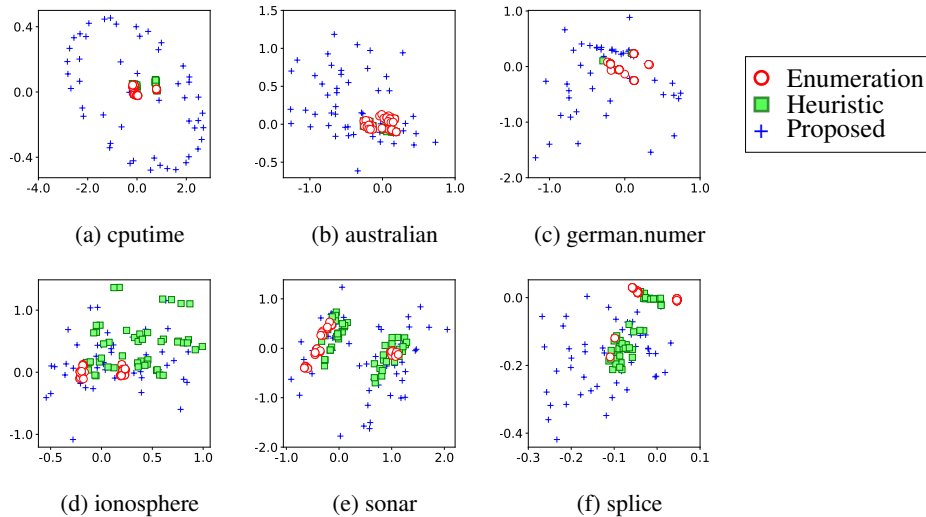 0.4
0.0
-0.4
-4.0 -2.0 0.0 2.0
(a) cputime
1.5
1.0
0.5
0.0
-0.5
-1.0 0.0 1.0
(b) australian
1.0
0.0
-1.0
-2.0
-1.0 0.0 1.0
(c) german.numer
Enumeration
Heuristic
Proposed
1.0
0.0
-1.0
-0.5 0.0 0.5 1.0
(d) ionosphere
1.0
0.0
-1.0
-2.0
-1.0 0.0 1.0 2.0
(e) sonar
0.0
-0.2
-0.4
-0.3 -0.2 -0.1 0.0 0.1
(f) splice